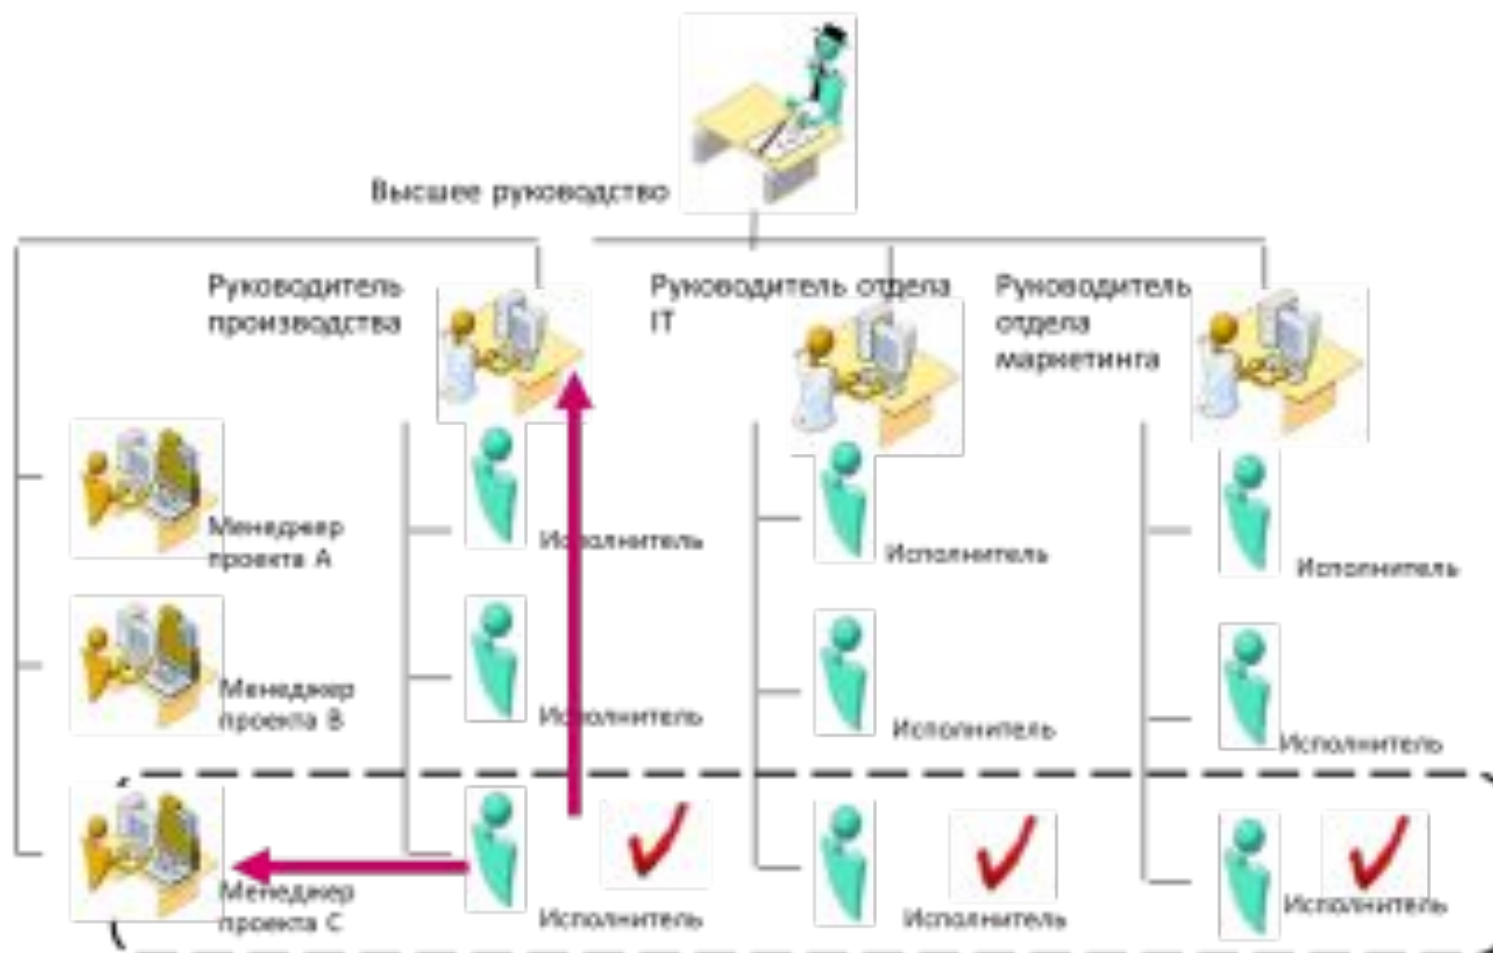 Высшее руководство
Руководитель
производства
Руководитель отдела
IT
Руководитель
отдела
маркетинга
Менеджер
проекта А
Исполнитель
Исполнитель
Исполнитель
Менеджер
проекта В
Исполнитель
Исполнитель
Исполнитель
Менеджер
проекта С
Исполнитель
Исполнитель
Исполнитель